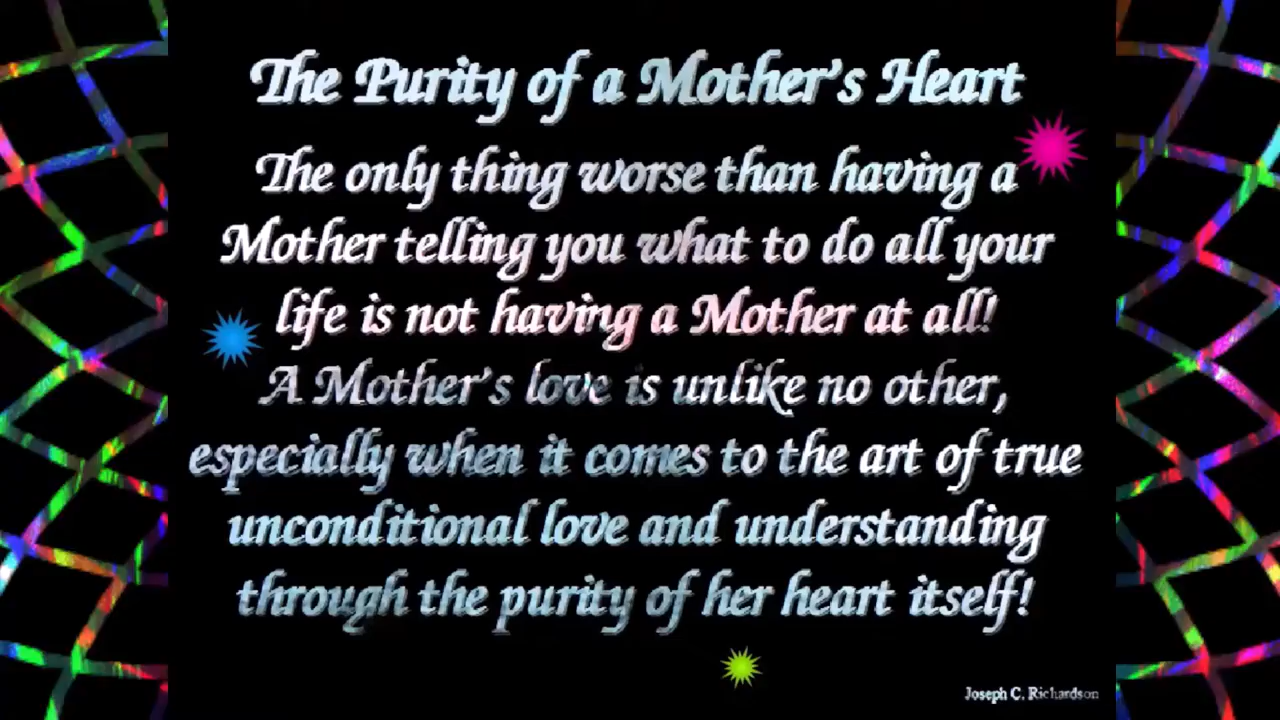 The Purity of a Mother's Heart
The only thing worse than having a
Mother telling you what to do all your
life is not having a Mother at all!
A Mother's love is unlike no other,
especially when it comes to the art of true
unconditional love and understanding
through the purity of her heart itself!
Joseph C. Richardson